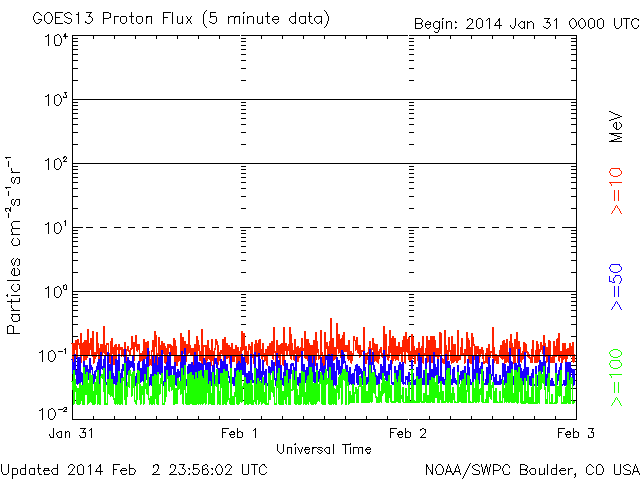 GOES13 Proton Flux (5 minute data)
Begin: 2014 Jan 31 0000 UTC
10⁴
10³
10²
10¹
10⁰
10⁻¹
10⁻²
Particles cm⁻²s⁻¹sr⁻¹
MeV
>=10
>=50
>=100
Jan 31
Feb 1
Feb 2
Feb 3
Universal Time
Updated 2014 Feb 2 23:56:02 UTC
NOAA/SWPC Boulder, CO USA